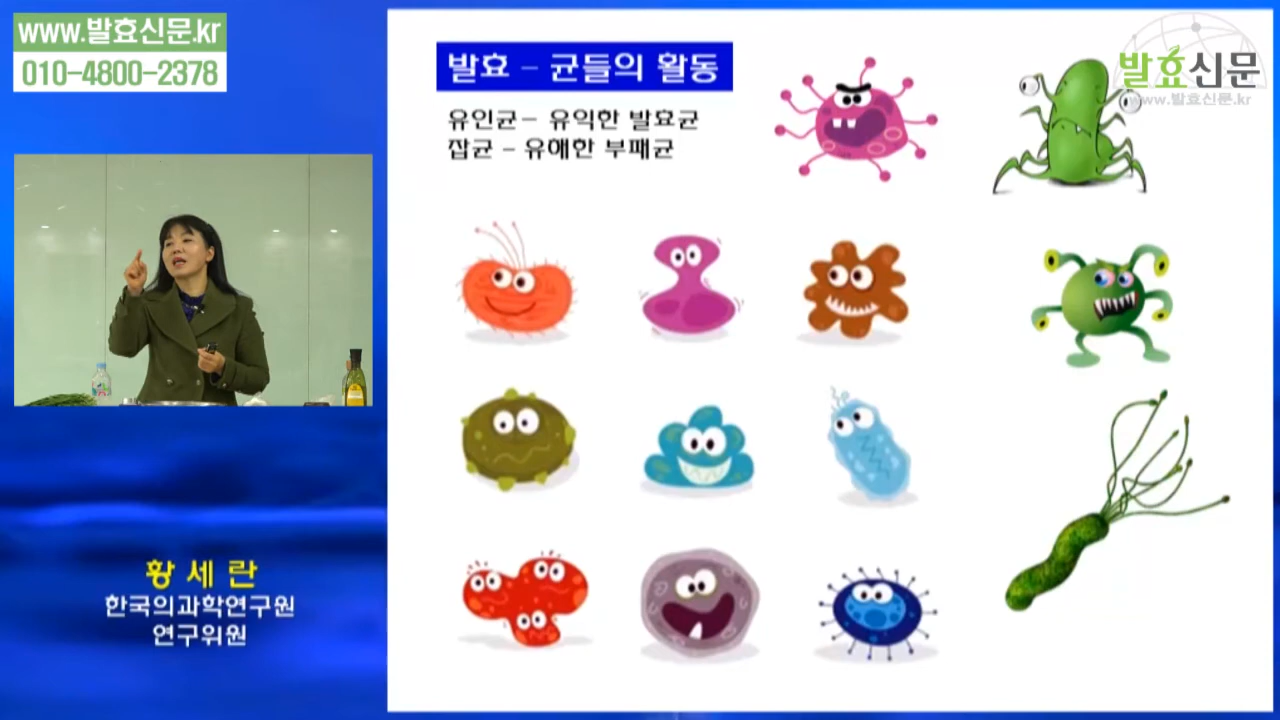 www.발효신문.kr
010-4800-2378
발효 - 균들의 활동
유인균 - 유익한 발효균
잡균 - 유해한 부패균
발효신문
www.발효신문.kr
황세란
한국의과학연구원
연구위원